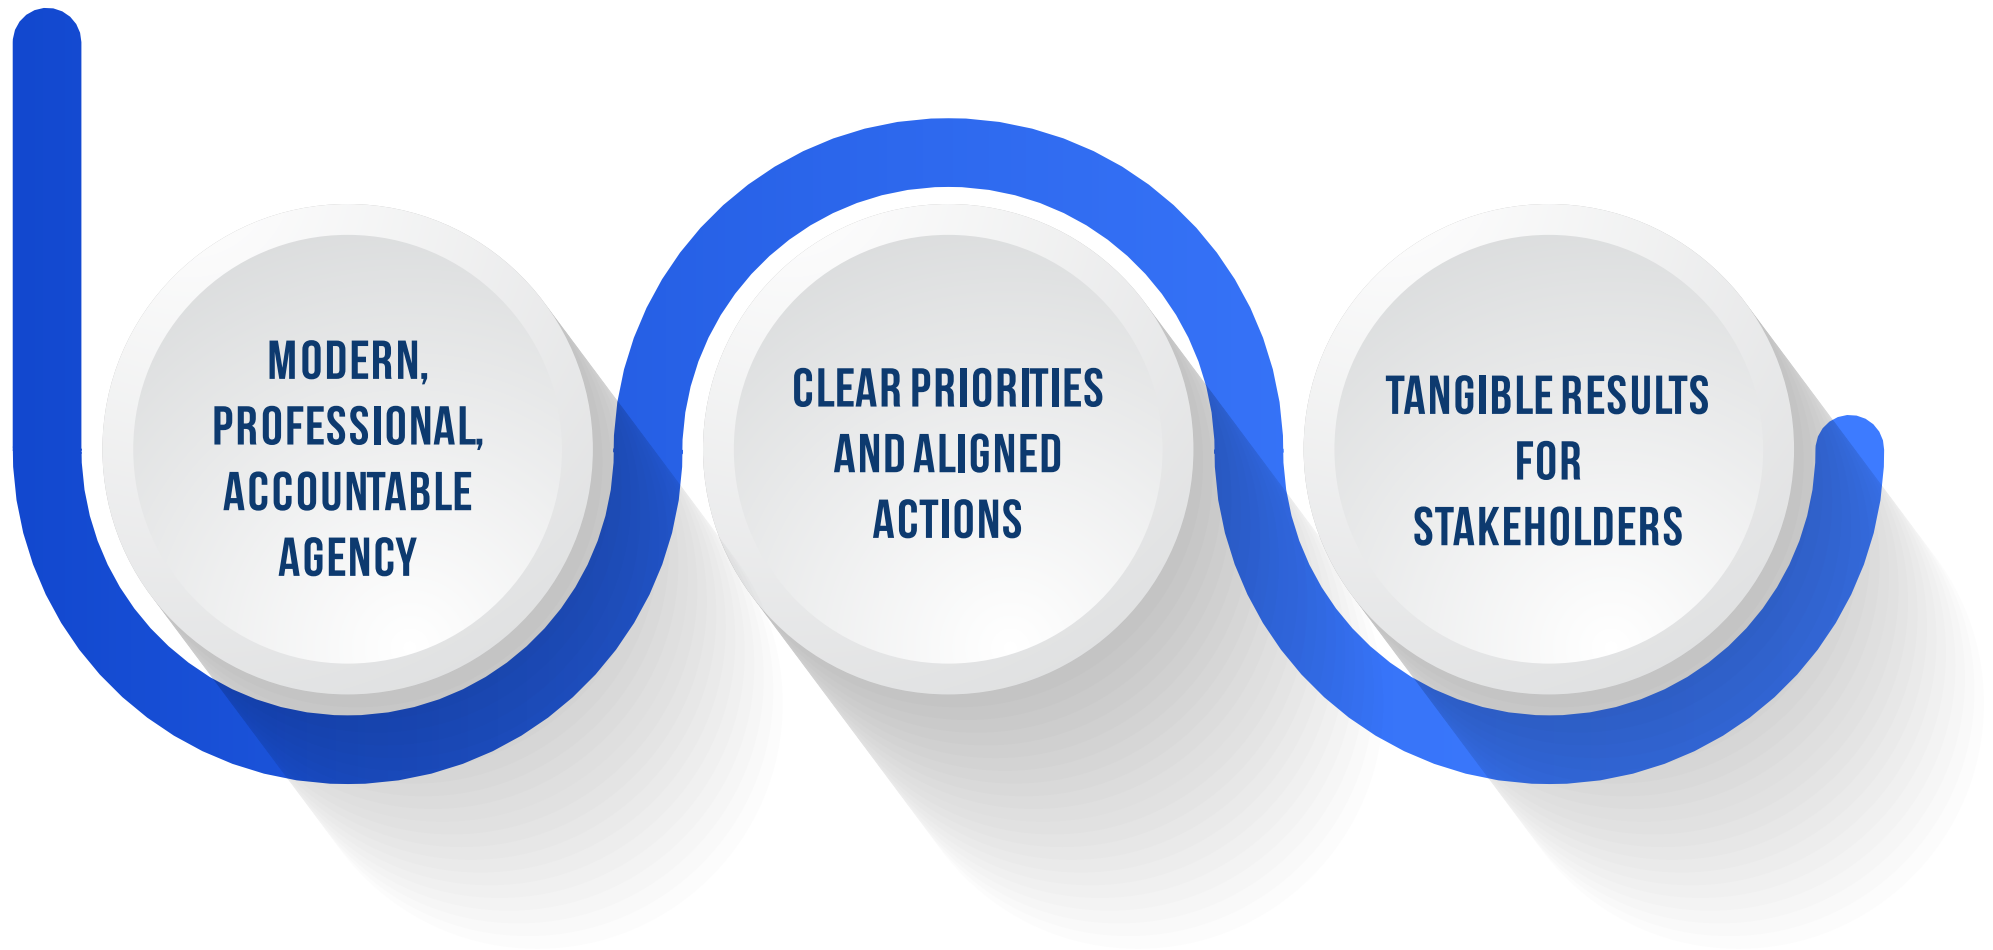 MODERN,
PROFESSIONAL,
ACCOUNTABLE
AGENCY
CLEAR PRIORITIES
AND ALIGNED
ACTIONS
TANGIBLE RESULTS
FOR
STAKEHOLDERS